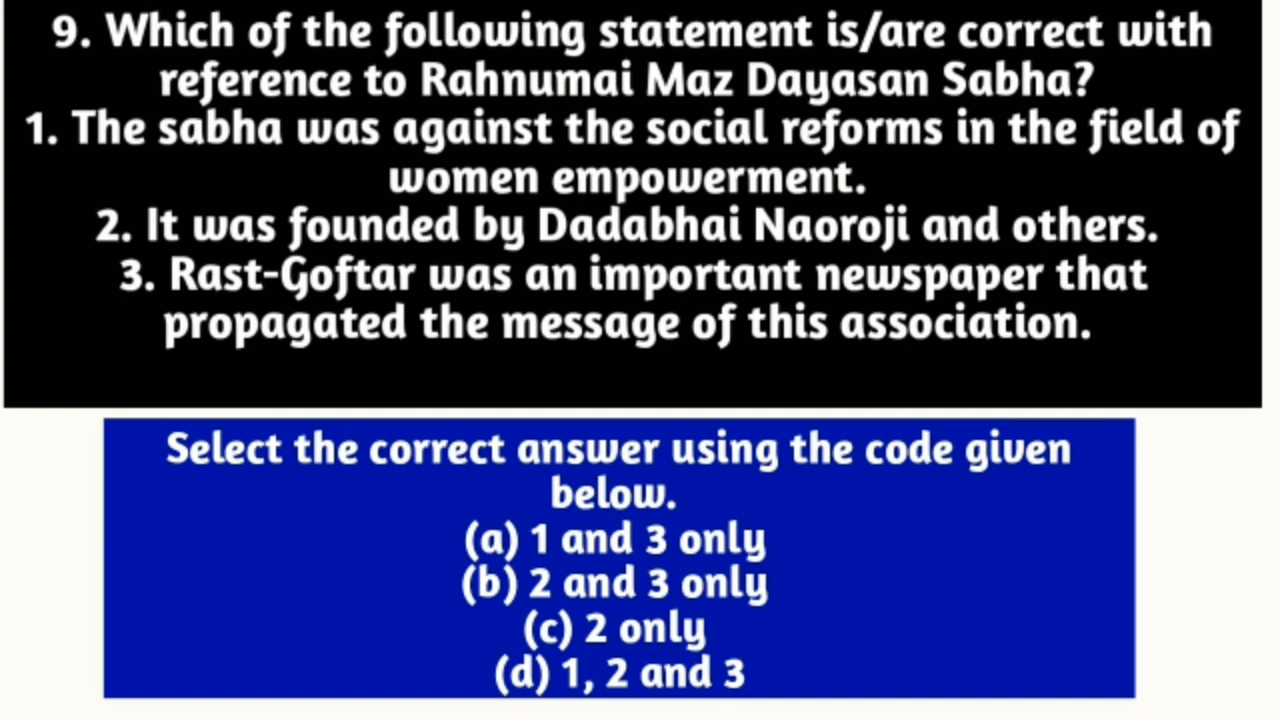 9. Which of the following statement is/are correct with
reference to Rahnumai Maz Dayasan Sabha?
1. The sabha was against the social reforms in the field of
women empowerment.
2. It was founded by Dadabhai Naoroji and others.
3. Rast-Goftar was an important newspaper that
propagated the message of this association.
Select the correct answer using the code given
below.
(a) 1 and 3 only
(b) 2 and 3 only
(c) 2 only
(d) 1, 2 and 3